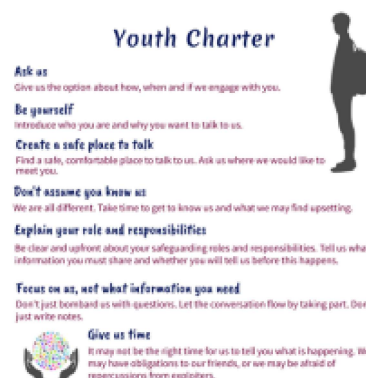 Youth Charter
Ask us
Give us the option about how, when and if we engage with you.
Be yourself
Introduce who you are and why you want to talk to us.
Create a safe place to talk
Find a safe, comfortable place to talk to us. Ask us where we would like to
meet you.
Don't assume you know us
We are all different. Take time to get to know us and what we may find upsetting.
Explain your role and responsibilities
Be clear and upfront about your safeguarding roles and responsibilities. Tell us
information you must share and whether you will tell us before this happens.
Focus on us, not what information you need
Don't just bombard us with questions. Let the conversation flow by taking part.
just write notes.
Give us time
It may not be the right time for us to tell you what is happening.
may have obligations to our friends, or we may be afraid of
repercussions from exploiters.